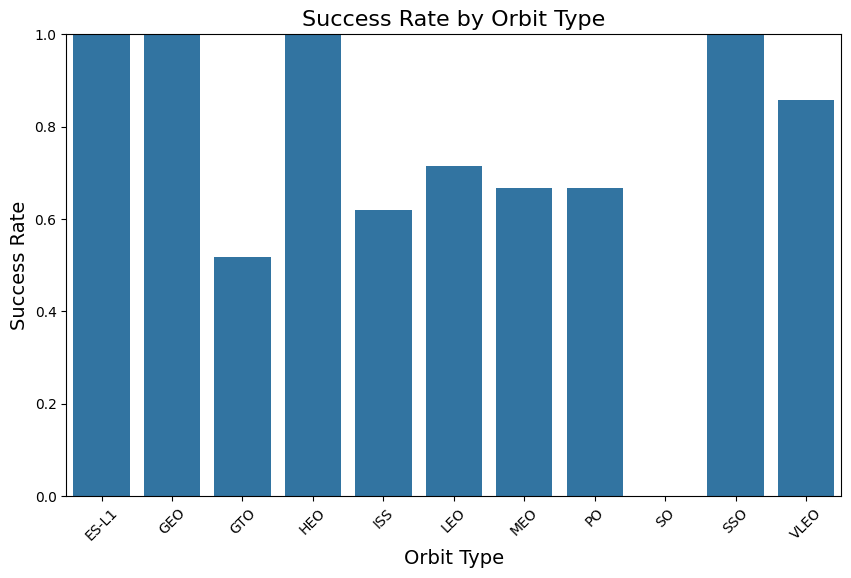 Success Rate by Orbit Type
1.0
0.8
0.6
0.4
0.2
0.0
Success Rate
ES-L1 GEO GTO HEO ISS LEO MEO PO SO SSO VLEO
Orbit Type